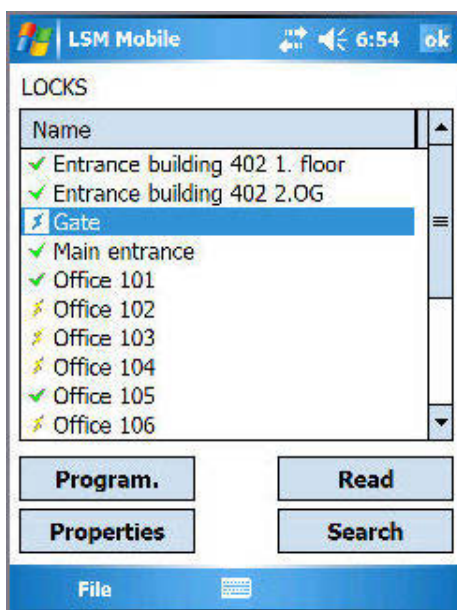 LSM Mobile 6:54 ok
LOCKS
Name
Entrance building 402 1. floor
Entrance building 402 2.OG
Gate
Main entrance
Office 101
Office 102
Office 103
Office 104
Office 105
Office 106
Program. Read
Properties Search
File